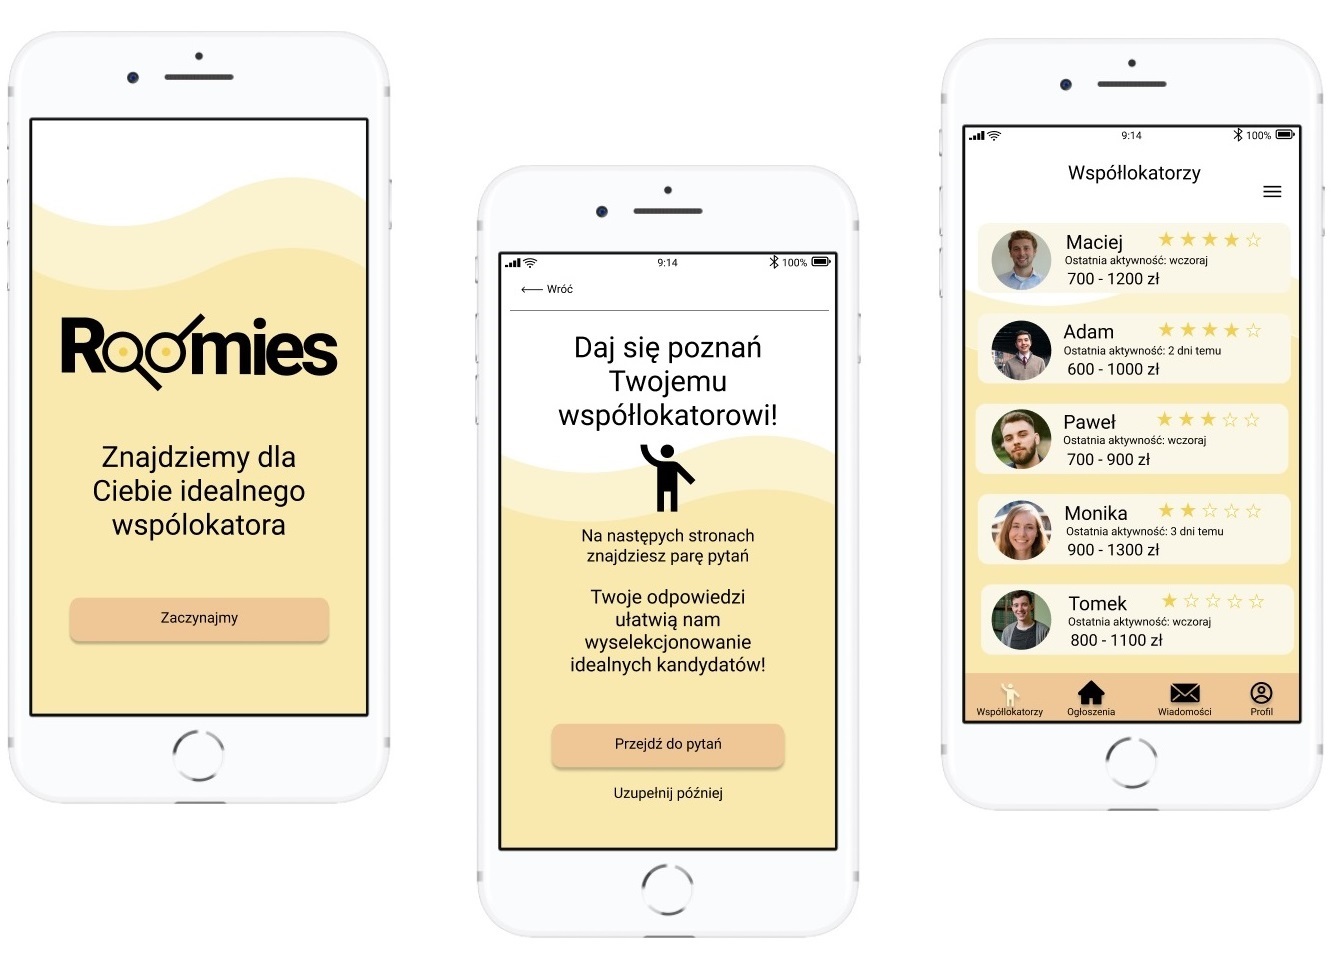 Roomies
Znajdziemy dla
Ciebie idealnego
wspólokatora
Zaczynajmy
9:14
100%
Wróć
Daj się poznań
Twojemu
współlokatorowi!
Na następych stronach
znajdziesz parę pytań
Twoje odpowiedzi
ułatwią nam
wyselekcjonowanie
idealnych kandydatów!
Przejdź do pytań
Uzupełnij później
9:14
100%
Współlokatorzy
Maciej
Ostatnia aktywność: wczoraj
700 - 1200 zł
Adam
Ostatnia aktywność: 2 dni temu
600 - 1000 zł
Paweł
Ostatnia aktywność: wczoraj
700 - 900 zł
Monika
Ostatnia aktywność: 3 dni temu
900 - 1300 zł
Tomek
Ostatnia aktywność: wczoraj
800 - 1100 zł
Współlokatorzy
Ogłoszenia
Wiadomości
Profil